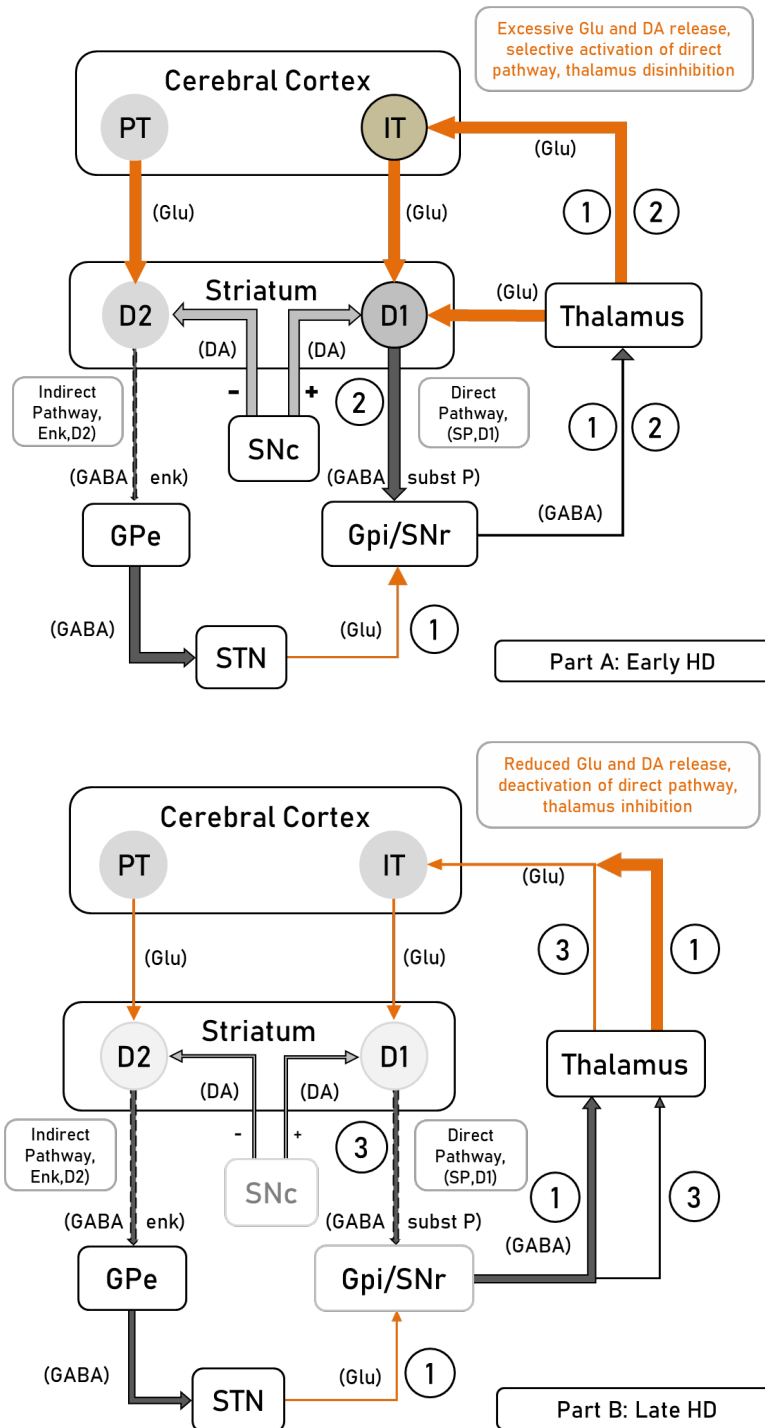 Excessive Glu and DA release,
selective activation of direct
pathway, thalamus disinhibition
Cerebral Cortex
PT
IT
(Glu)
(Glu)
(Glu)
1
2
Striatum
D2
D1
(Glu)
Thalamus
(DA)
(DA)
-
+
2
Indirect
Pathway,
Enk,D2)
Direct
Pathway,
(SP,D1)
1
2
SNc
(GABA enk)
(GABA subst P)
GPe
Gpi/SNr
(GABA)
(GABA)
(Glu)
1
STN
Part A: Early HD
Reduced Glu and DA release,
deactivation of direct pathway,
thalamus inhibition
Cerebral Cortex
PT
IT
(Glu)
(Glu)
(Glu)
3
1
Striatum
D2
D1
Thalamus
(DA)
(DA)
-
+
3
Indirect
Pathway,
Enk,D2)
Direct
Pathway,
(SP,D1)
SNc
1
3
(GABA enk)
(GABA subst P)
(GABA)
GPe
Gpi/SNr
(GABA)
(Glu)
1
STN
Part B: Late HD